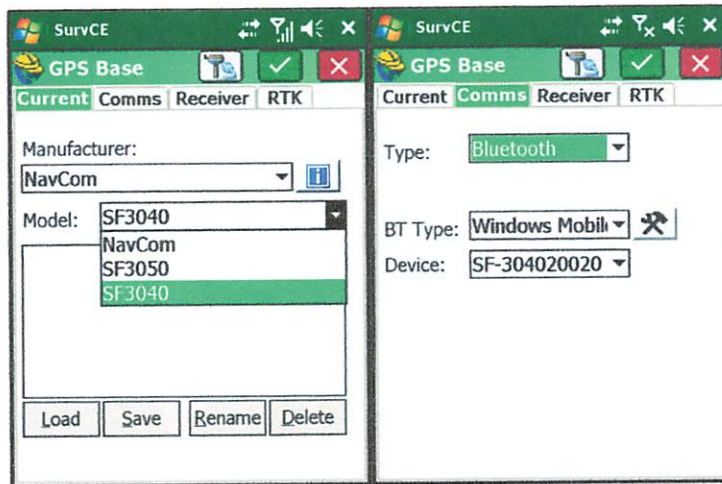 SurvCE
GPS Base
Current Comms Receiver RTK
Manufacturer:
NavCom
Model: SF3040
NavCom
SF3050
SF3040
Load Save Rename Delete
SurvCE
GPS Base
Current Comms Receiver RTK
Type: Bluetooth
BT Type: Windows Mobil
Device: SF-304020020